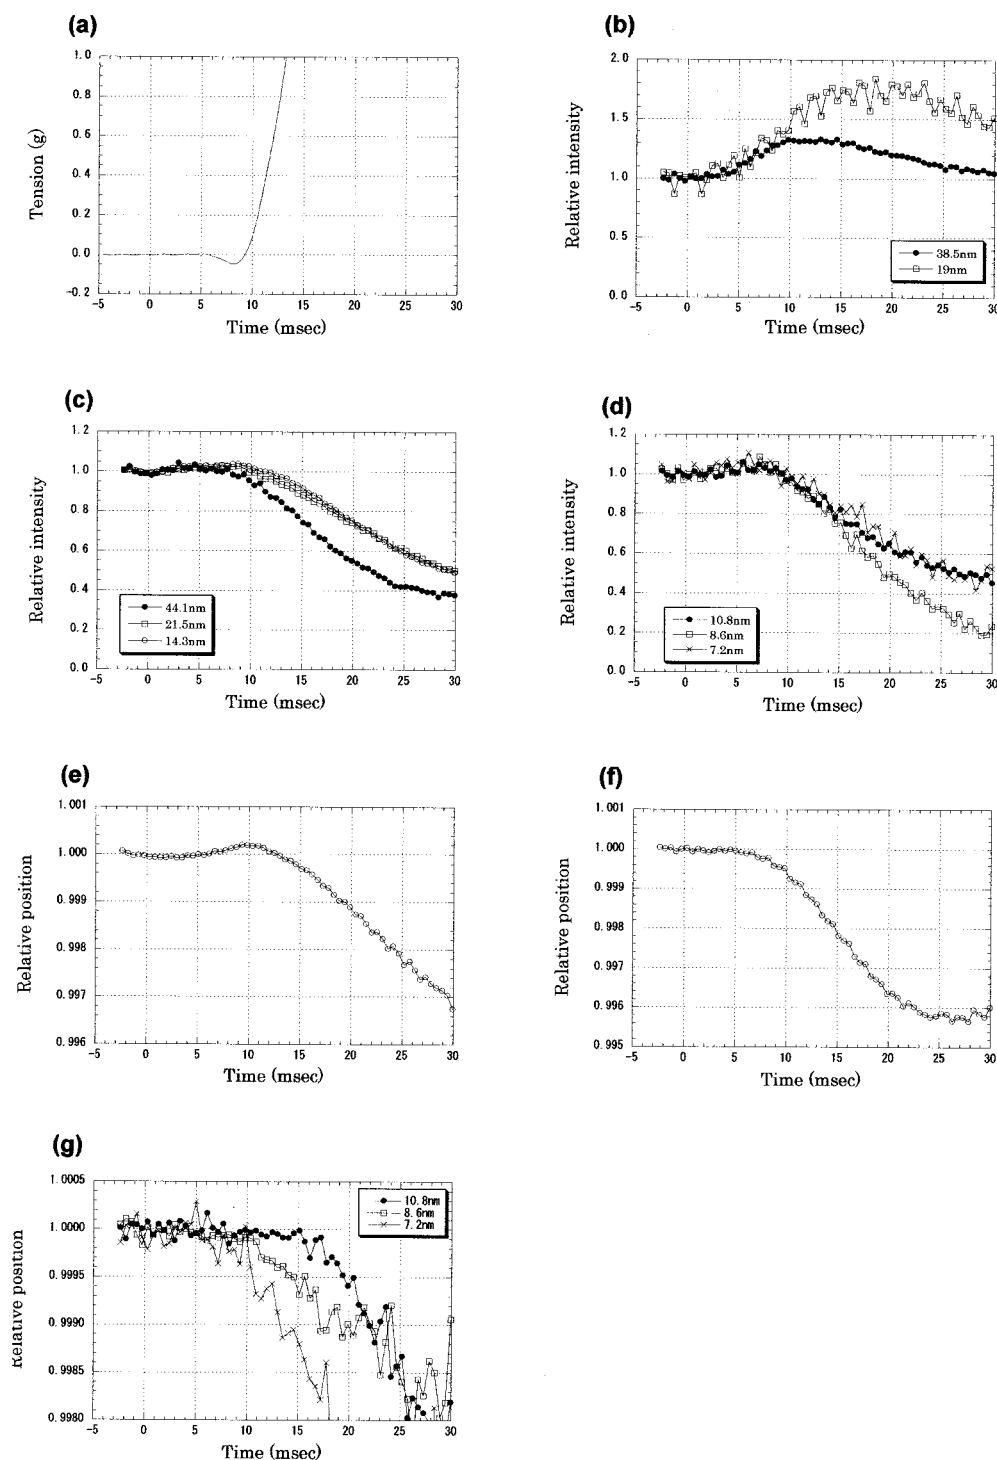 (a)
1.0
0.8
0.6
0.4
0.2
0.0
-0.2
Tension (g)
-5 0 5 10 15 20 25 30
Time (msec)
(b)
2.0
1.5
1.0
0.5
0.0
Relative intensity
38.5nm
19nm
-5 0 5 10 15 20 25 30
Time (msec)
(c)
1.2
1.0
0.8
0.6
0.4
0.2
0.0
Relative intensity
44.1nm
21.5nm
14.3nm
-5 0 5 10 15 20 25 30
Time (msec)
(d)
1.2
1.0
0.8
0.6
0.4
0.2
0.0
Relative intensity
10.8nm
8.6nm
7.2nm
-5 0 5 10 15 20 25 30
Time (msec)
(e)
1.001
1.000
0.999
0.998
0.997
0.996
Relative position
-5 0 5 10 15 20 25 30
Time (msec)
(f)
1.001
1.000
0.999
0.998
0.997
0.996
0.995
Relative position
-5 0 5 10 15 20 25 30
Time (msec)
(g)
1.0005
1.0000
0.9995
0.9990
0.9985
0.9980
Relative position
10.8nm
8.6nm
7.2nm
-5 0 5 10 15 20 25 30
Time (msec)